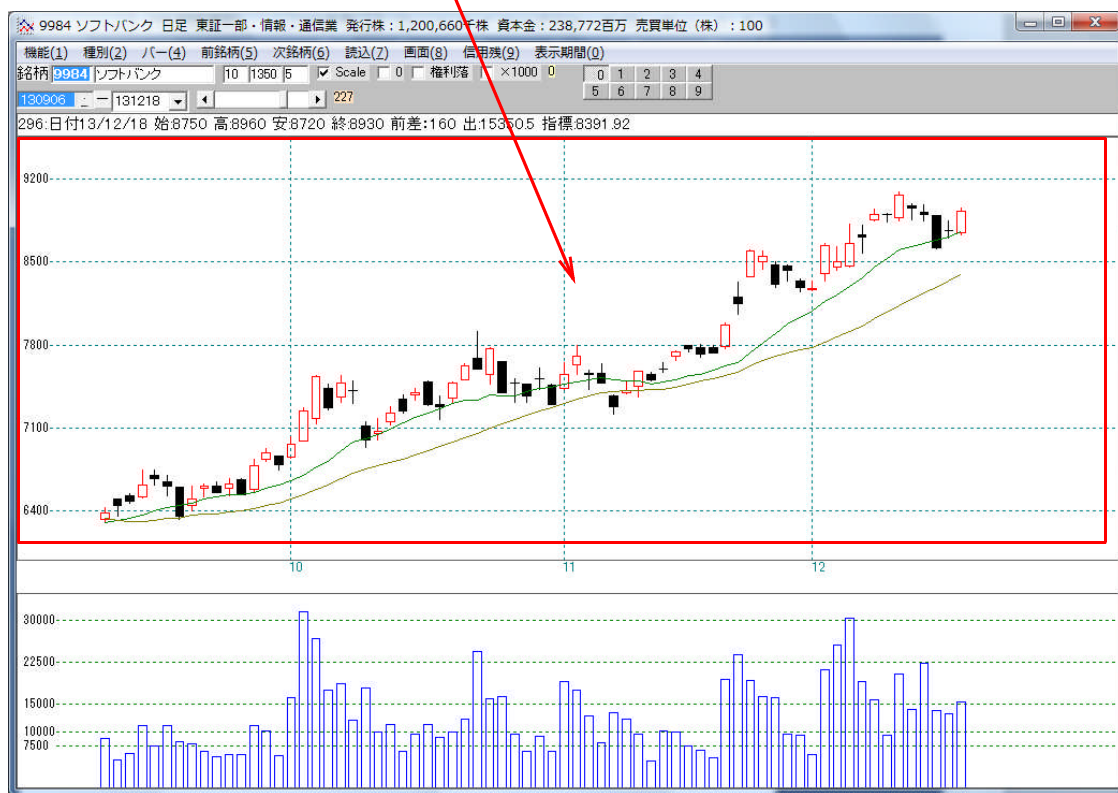 9984 ソフトバンク 日足 東証一部・情報・通信業 発行株：1,200,660千株 資本金：238,772百万 売買単位（株）：100
機能(1) 種別(2) バー(4) 前銘柄(5) 次銘柄(6) 読込(7) 画面(8) 信用残(9) 表示期間(0)
銘柄 9984 ソフトバンク 10 1350 5 Scale 0 権利落 ×1000 0 0 1 2 3 4
130906 ー 131218 227 5 6 7 8 9
296:日付13/12/18 始:8750 高:8960 安:8720 終:8930 前差:160 出:15350.5 指標:8391.92
9200
8500
7800
7100
6400
10 11 12
30000
22500
15000
10000
7500